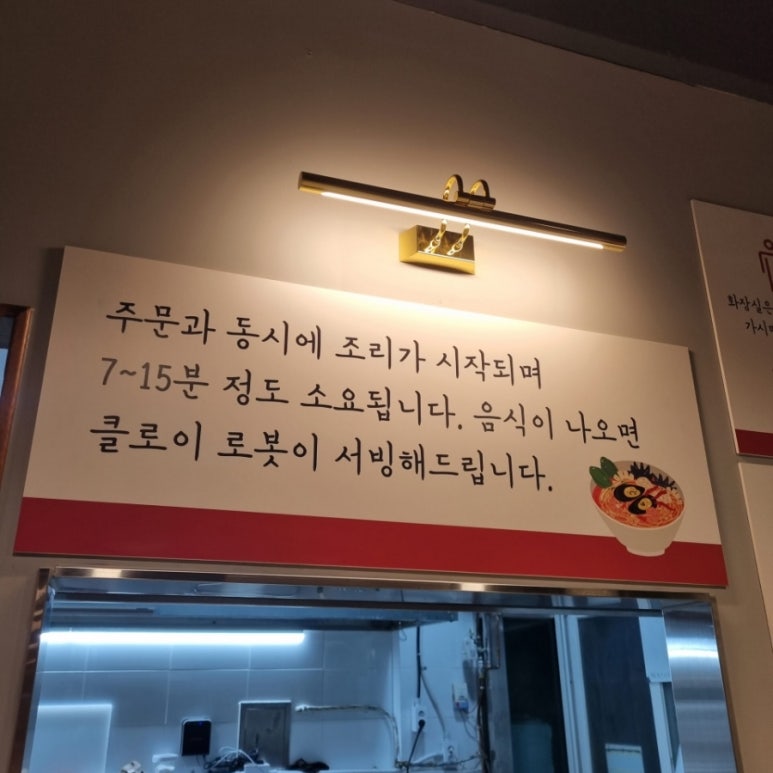 주문과 동시에 조리가 시작되며
7~15분 정도 소요됩니다. 음식이 나오면
클로이 로봇이 서빙해드립니다.
화장실은